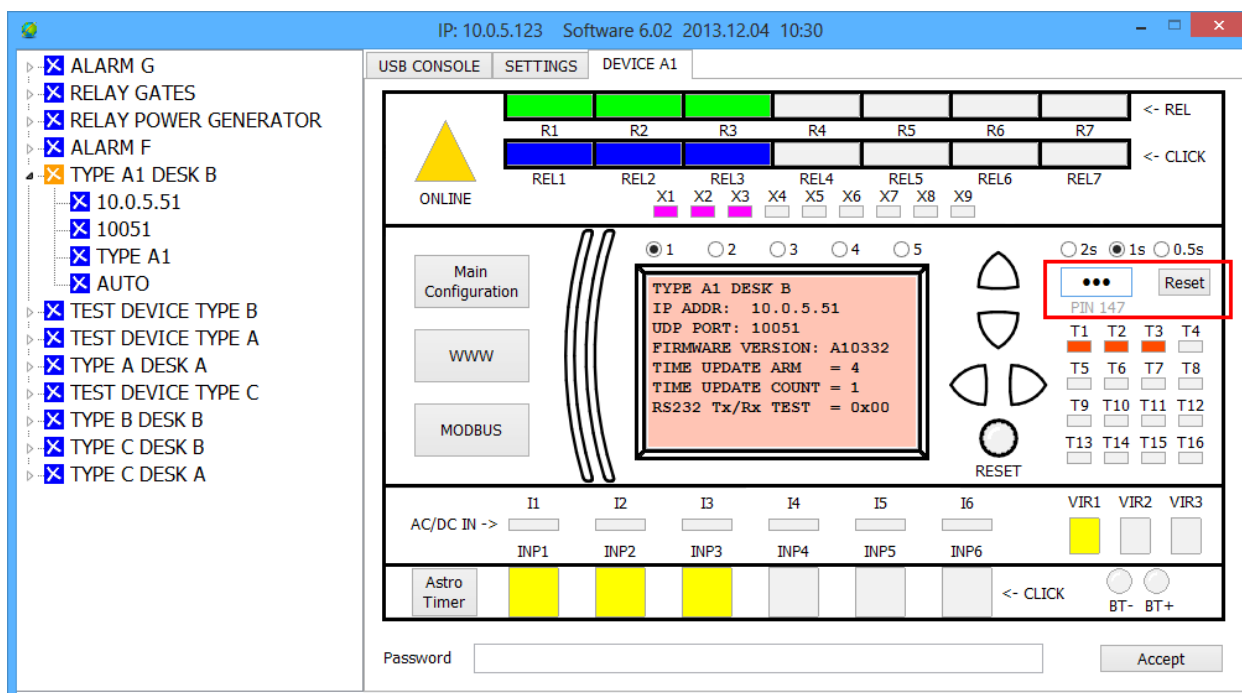 IP: 10.0.5.123 Software 6.02 2013.12.04 10:30
ALARM G
RELAY GATES
RELAY POWER GENERATOR
ALARM F
TYPE A1 DESK B
10.0.5.51
10051
TYPE A1
AUTO
TEST DEVICE TYPE B
TEST DEVICE TYPE A
TYPE A DESK A
TEST DEVICE TYPE C
TYPE B DESK B
TYPE C DESK B
TYPE C DESK A
USB CONSOLE SETTINGS DEVICE A1
<- REL
R1 R2 R3 R4 R5 R6 R7
<- CLICK
REL1 REL2 REL3 REL4 REL5 REL6 REL7
ONLINE
X1 X2 X3 X4 X5 X6 X7 X8 X9
1 2 3 4 5
2s 1s 0.5s
Main
Configuration
WWW
MODBUS
TYPE A1 DESK B
IP ADDR: 10.0.5.51
UDP PORT: 10051
FIRMWARE VERSION: A10332
TIME UPDATE ARM = 4
TIME UPDATE COUNT = 1
RS232 Tx/Rx TEST = 0x00
RESET
••• Reset
PIN 147
T1 T2 T3 T4
T5 T6 T7 T8
T9 T10 T11 T12
T13 T14 T15 T16
I1 I2 I3 I4 I5 I6
AC/DC IN ->
INP1 INP2 INP3 INP4 INP5 INP6
VIR1 VIR2 VIR3
Astro
Timer
<- CLICK
BT- BT+
Password
Accept